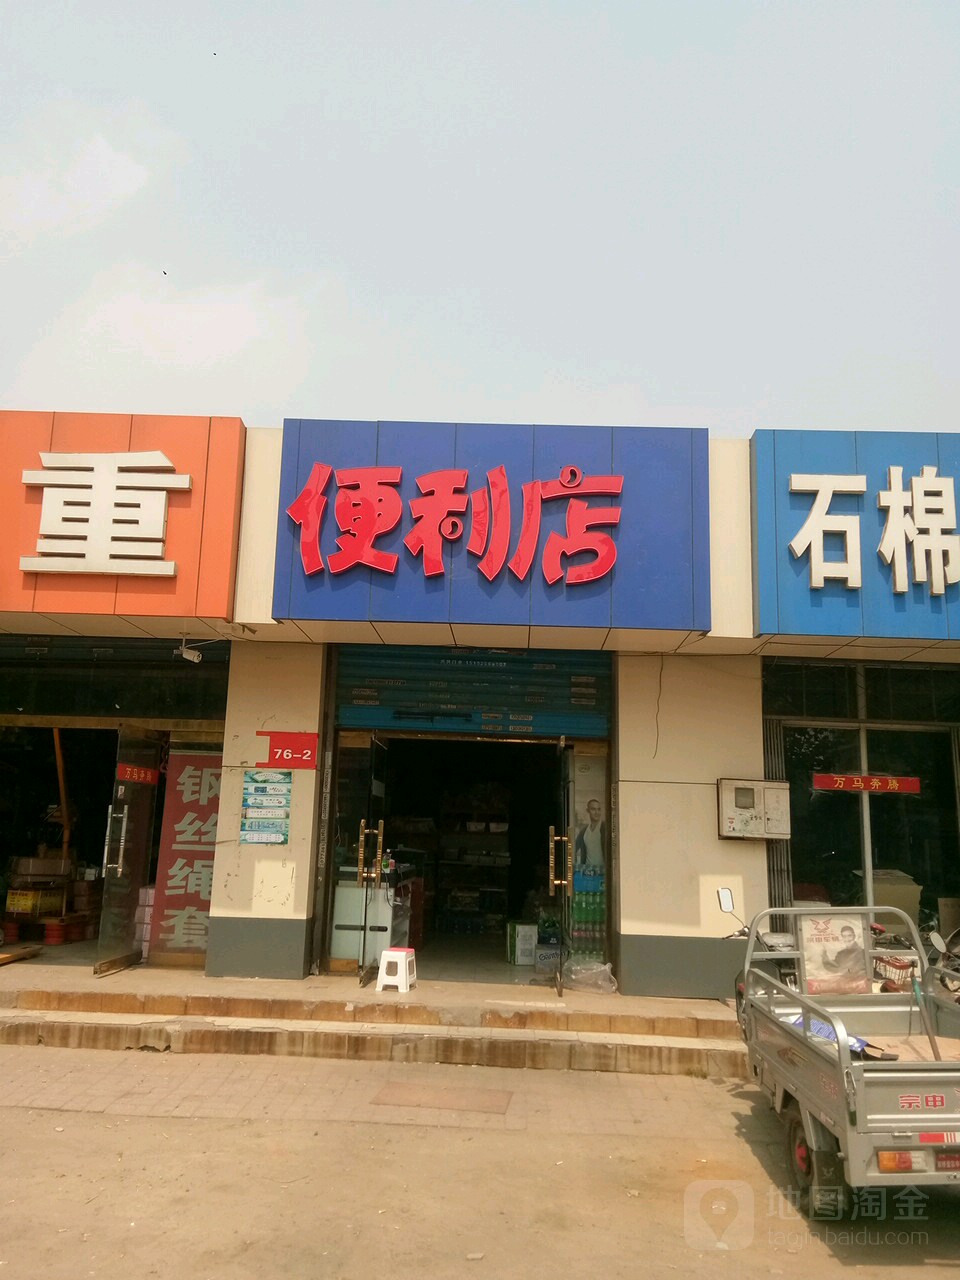 重
便利店
石棉
76-2
万马奔腾
万马奔腾
钢丝绳套
宗申
地图淘金
taojin.baidu.com